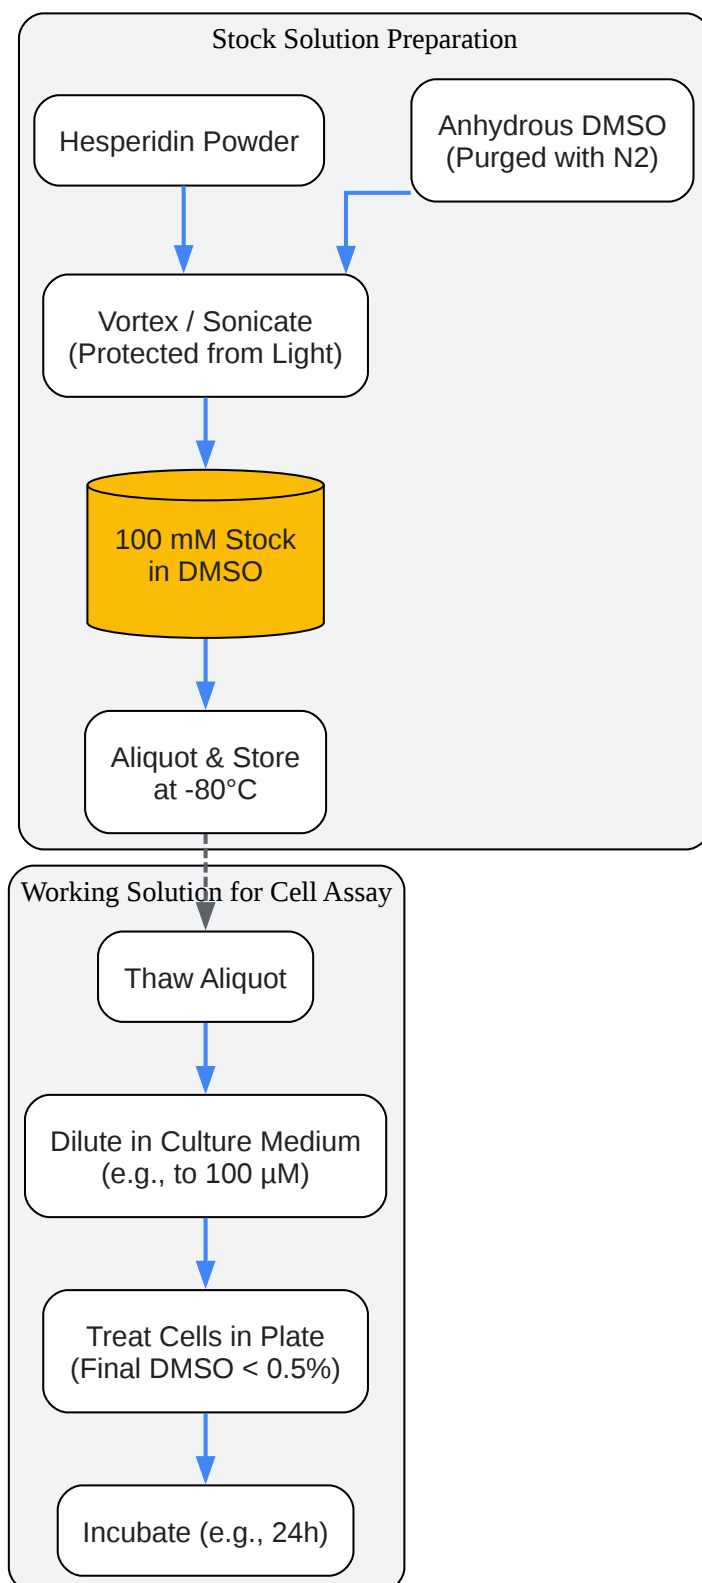 Stock Solution Preparation
Hesperidin Powder
Anhydrous DMSO
(Purged with N2)
Vortex / Sonicate
(Protected from Light)
100 mM Stock
in DMSO
Aliquot & Store
at -80°C
Working Solution for Cell Assay
Thaw Aliquot
Dilute in Culture Medium
(e.g., to 100 µM)
Treat Cells in Plate
(Final DMSO < 0.5%)
Incubate (e.g., 24h)